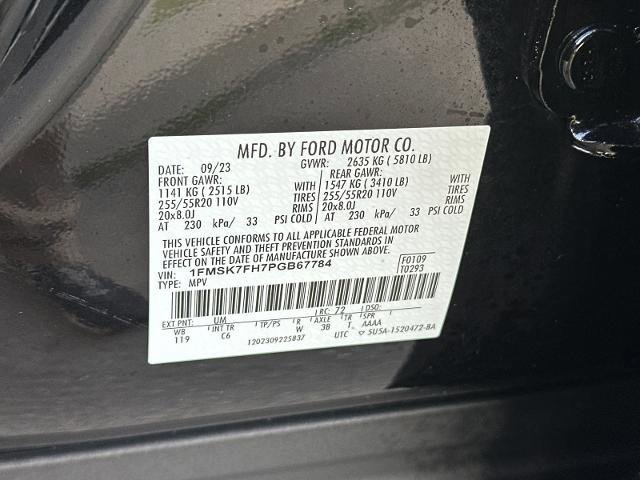 MFD. BY FORD MOTOR CO.
DATE: 09/23 GVWR: 2635 KG ( 5810 LB)
FRONT GAWR: REAR GAWR:
1141 KG ( 2515 LB) WITH 1547 KG ( 3410 LB) WITH
255/55R20 110V TIRES 255/55R20 110V TIRES
20x8.0J RIMS 20x8.0J RIMS
AT 230 kPa/ 33 PSI COLD AT 230 kPa/ 33 PSI COLD
THIS VEHICLE CONFORMS TO ALL APPLICABLE FEDERAL MOTOR
VEHICLE SAFETY AND THEFT PREVENTION STANDARDS IN
EFFECT ON THE DATE OF MANUFACTURE SHOWN ABOVE.
VIN: 1FMSK7FH7PGB67784 F0109
TYPE: MPV T0293
EXT PNT: UM RC: 72 DSO:
WB INT TR TP/PS R AXLE TR SPR
119 C6 W 3B T AAAA
1202309225837 UTC 5U5A-1520472-BA